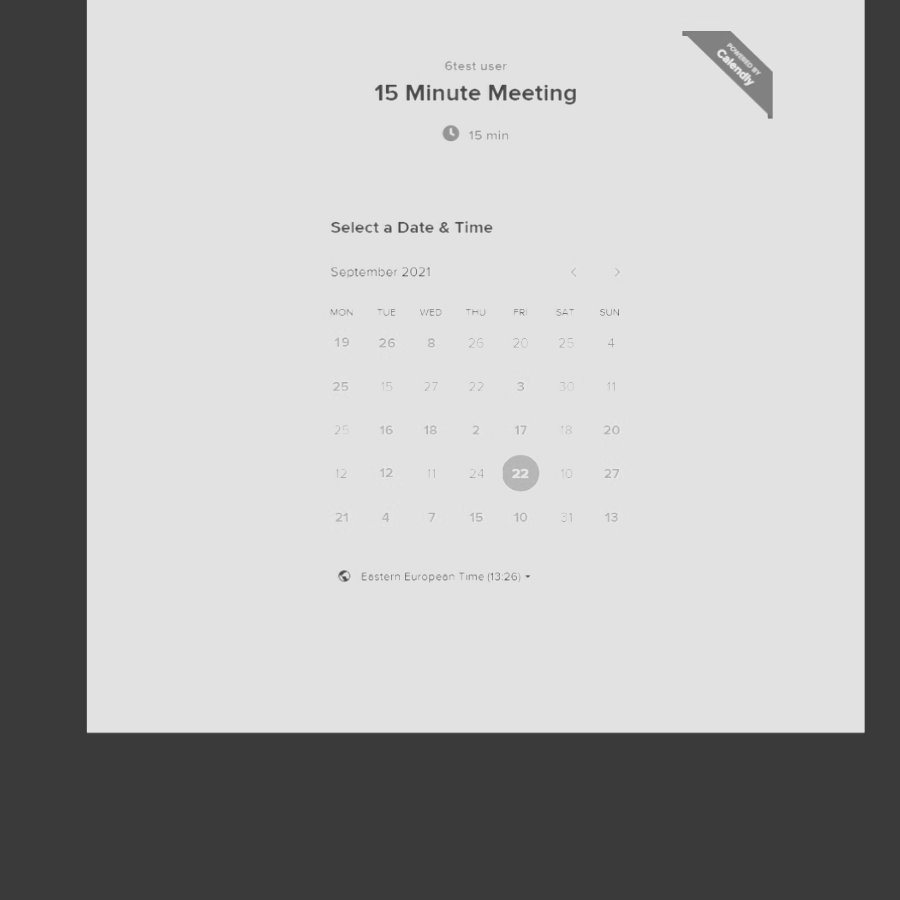 POWERED BY
Calendly
6test user
15 Minute Meeting
15 min
Select a Date & Time
September 2021
MON TUE WED THU FRI SAT SUN
19 26 8 26 20 25 4
25 15 27 22 3 30 11
25 16 18 2 17 18 20
12 12 11 24 22 10 27
21 4 7 15 10 31 13
Eastern European Time (13:26)